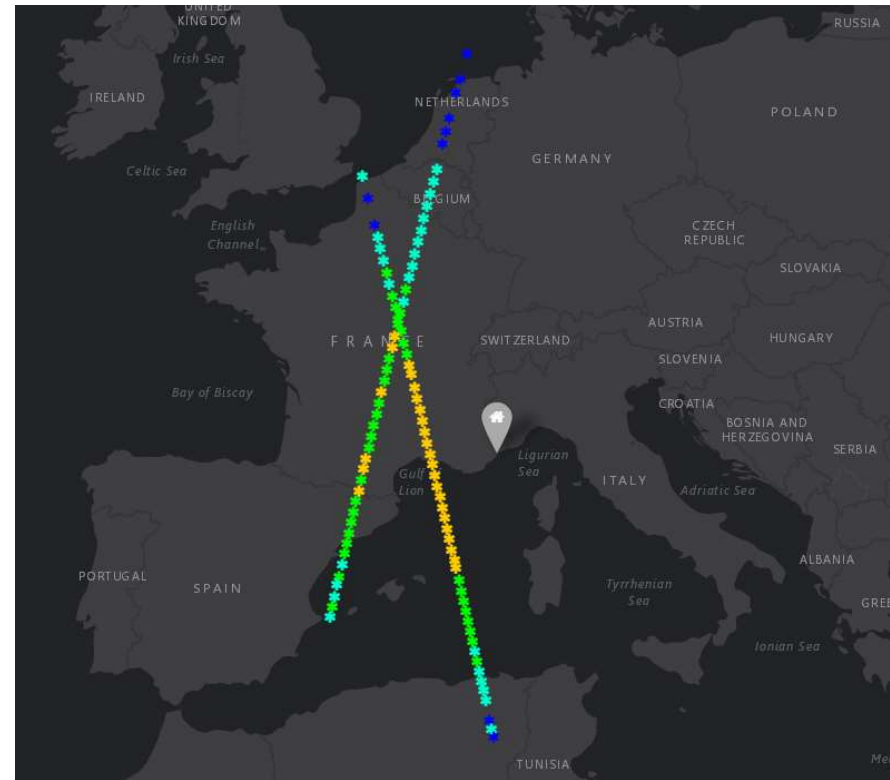 UNITED
KINGDOM
RUSSIA
Irish Sea
IRELAND
NETHERLANDS
POLAND
GERMANY
Celtic Sea
BELGIUM
English
Channel
CZECH
REPUBLIC
SLOVAKIA
AUSTRIA
FRANCE
SWITZERLAND
HUNGARY
SLOVENIA
Bay of Biscay
CROATIA
BOSNIA AND
HERZEGOVINA
SERBIA
Ligurian
Sea
Gulf
Lion
ITALY
Adriatic Sea
ALBANIA
PORTUGAL
SPAIN
Tyrrhenian
Sea
GREE
Ionian Sea
TUNISIA
Me